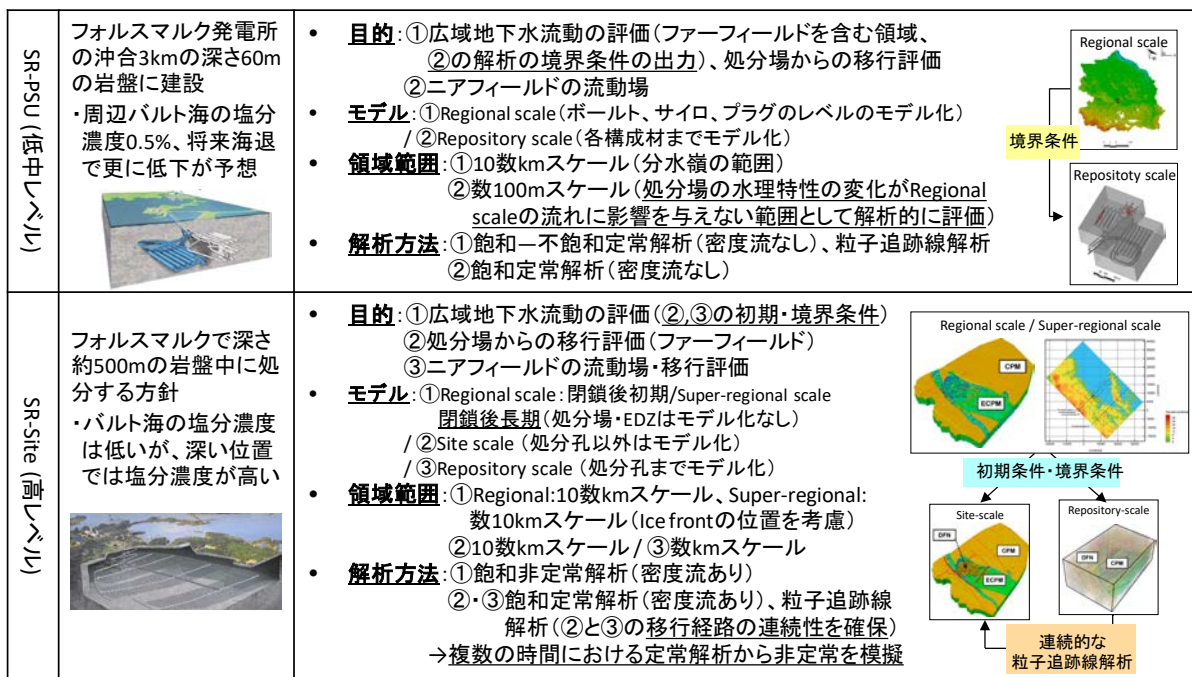 SR-PSU (低中レベル)
フォルスマルク発電所
の沖合3kmの深さ60m
の岩盤に建設
・周辺バルト海の塩分
濃度0.5%、将来海退
で更に低下が予想
• 目的:①広域地下水流動の評価(ファーフィールドを含む領域、
②の解析の境界条件の出力)、処分場からの移行評価
②ニアフィールドの流動場
• モデル:①Regional scale(ボールト、サイロ、プラグのレベルのモデル化)
/ ②Repository scale(各構成材までモデル化)
• 領域範囲:①10数kmスケール(分水嶺の範囲)
②数100mスケール(処分場の水理特性の変化がRegional
scaleの流れに影響を与えない範囲として解析的に評価)
• 解析方法:①飽和―不飽和定常解析(密度流なし)、粒子追跡線解析
②飽和定常解析(密度流なし)
Regional scale
境界条件
Repositoty scale
SR-Site (高レベル)
フォルスマルクで深さ
約500mの岩盤中に処
分する方針
・バルト海の塩分濃度
は低いが、深い位置
では塩分濃度が高い
• 目的:①広域地下水流動の評価(②,③の初期・境界条件)
②処分場からの移行評価(ファーフィールド)
③ニアフィールドの流動場・移行評価
• モデル:①Regional scale:閉鎖後初期/Super-regional scale
閉鎖後長期(処分場・EDZはモデル化なし)
/ ②Site scale (処分孔以外はモデル化)
/ ③Repository scale (処分孔までモデル化)
• 領域範囲:①Regional:10数kmスケール、Super-regional:
数10kmスケール(Ice frontの位置を考慮)
②10数kmスケール / ③数kmスケール
• 解析方法:①飽和非定常解析(密度流あり)
②・③飽和定常解析(密度流あり)、粒子追跡線
解析(②と③の移行経路の連続性を確保)
→複数の時間における定常解析から非定常を模擬
Regional scale / Super-regional scale
CPM
ECPM
初期条件・境界条件
Site-scale
DFN
CPM
ECPM
Repository-scale
DFN
CPM
連続的な
粒子追跡線解析